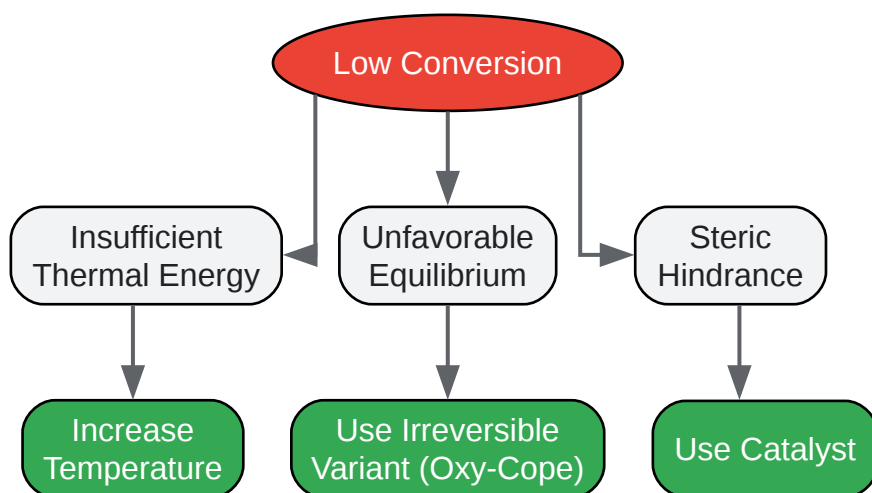 Low Conversion
Insufficient
Thermal Energy
Unfavorable
Equilibrium
Steric
Hindrance
Increase
Temperature
Use Irreversible
Variant (Oxy-Cope)
Use Catalyst